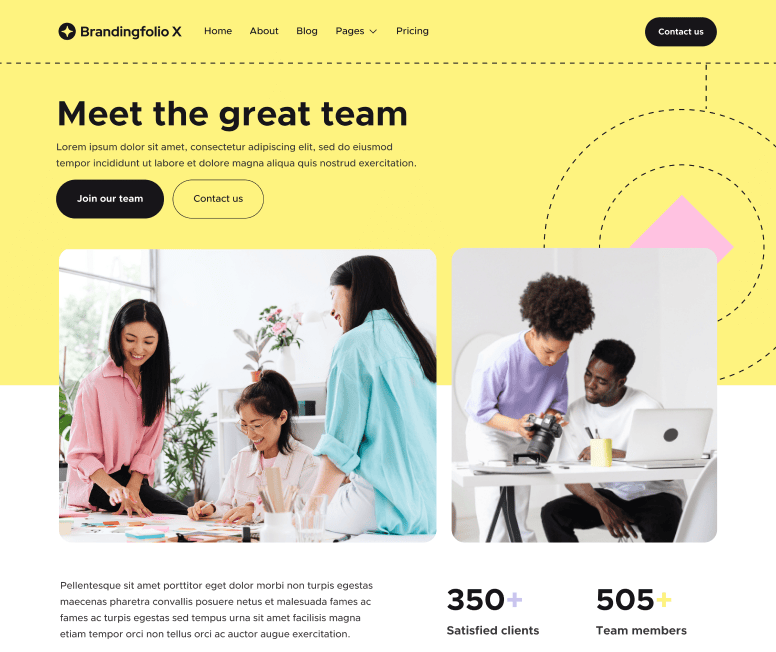 Brandingfolio X
Home
About
Blog
Pages
Pricing
Contact us
Meet the great team
Lorem ipsum dolor sit amet, consectetur adipiscing elit, sed do eiusmod
tempor incididunt ut labore et dolore magna aliqua quis nostrud exercitation.
Join our team
Contact us
Pellentesque sit amet porttitor eget dolor morbi non turpis egestas
maecenas pharetra convallis posuere netus et malesuada fames ac
fames ac turpis egestas sed tempus urna sit amet facilisis magna
etiam tempor orci non tellus orci ac auctor augue exercitation.
350+
Satisfied clients
505+
Team members